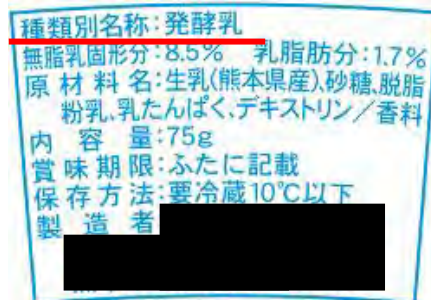 種類別名称:発酵乳
無脂乳固形分:8.5% 乳脂肪分:1.7%
原材料名:生乳(熊本県産)、砂糖、脱脂
粉乳、乳たんぱく、デキストリン/香料
内容量:75g
賞味期限:ふたに記載
保存方法:要冷蔵10℃以下
製造者